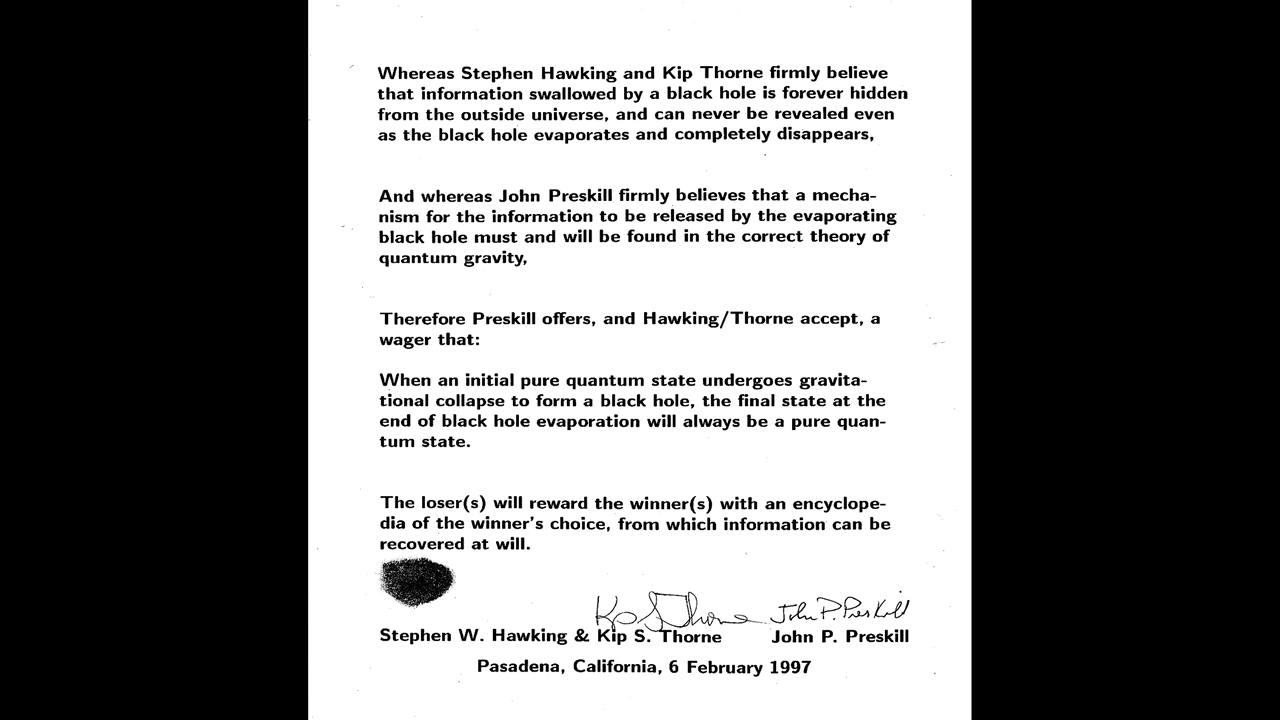 Whereas Stephen Hawking and Kip Thorne firmly believe
that information swallowed by a black hole is forever hidden
from the outside universe, and can never be revealed even
as the black hole evaporates and completely disappears,
And whereas John Preskill firmly believes that a mecha-
nism for the information to be released by the evaporating
black hole must and will be found in the correct theory of
quantum gravity,
Therefore Preskill offers, and Hawking/Thorne accept, a
wager that:
When an initial pure quantum state undergoes gravita-
tional collapse to form a black hole, the final state at the
end of black hole evaporation will always be a pure quan-
tum state.
The loser(s) will reward the winner(s) with an encyclope-
dia of the winner's choice, from which information can be
recovered at will.
Kip S Thorne John P. Preskill
Stephen W. Hawking & Kip S. Thorne John P. Preskill
Pasadena, California, 6 February 1997